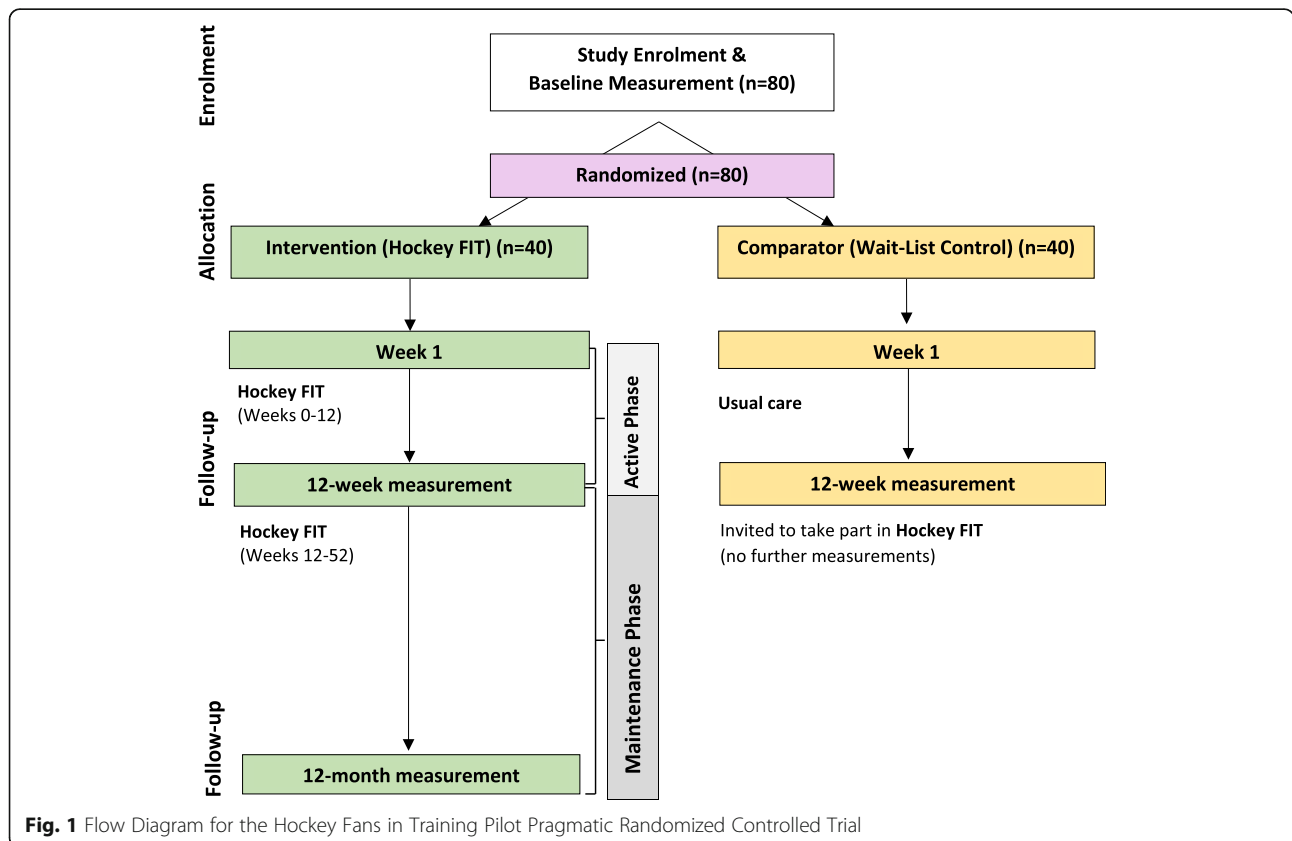 Enrolment
Study Enrolment &
Baseline Measurement (n=80)
Randomized (n=80)
Allocation
Intervention (Hockey FIT) (n=40)
Comparator (Wait-List Control) (n=40)
Week 1
Week 1
Hockey FIT
(Weeks 0-12)
Active Phase
Usual care
Follow-up
12-week measurement
12-week measurement
Hockey FIT
(Weeks 12-52)
Invited to take part in Hockey FIT
(no further measurements)
Maintenance Phase
Follow-up
12-month measurement
Fig. 1 Flow Diagram for the Hockey Fans in Training Pilot Pragmatic Randomized Controlled Trial